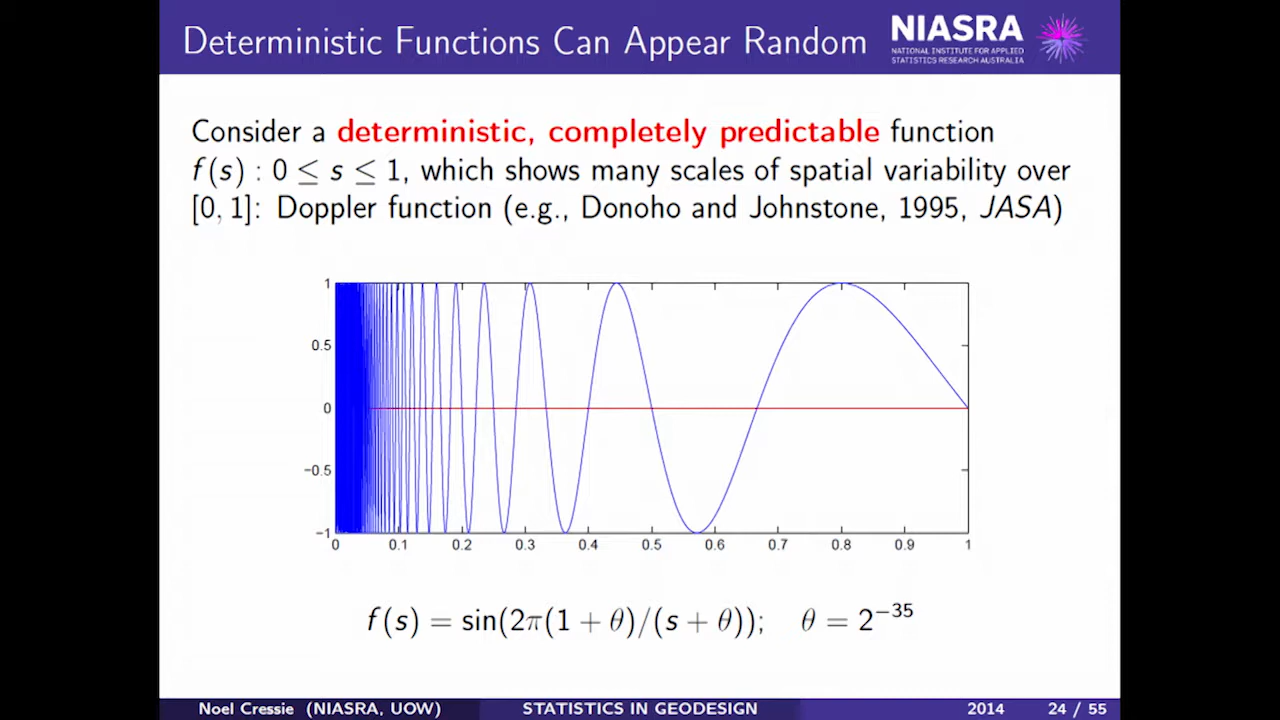 Deterministic Functions Can Appear Random
NIASRA
NATIONAL INSTITUTE FOR APPLIED
STATISTICS RESEARCH AUSTRALIA
Consider a deterministic, completely predictable function
f(s) : 0 ≤ s ≤ 1, which shows many scales of spatial variability over
[0, 1]: Doppler function (e.g., Donoho and Johnstone, 1995, JASA)
1
0.5
0
−0.5
−1
0 0.1 0.2 0.3 0.4 0.5 0.6 0.7 0.8 0.9 1
f(s) = sin(2π(1 + θ)/(s + θ)); θ = 2⁻³⁵
Noel Cressie (NIASRA, UOW) STATISTICS IN GEODESIGN 2014 24 / 55